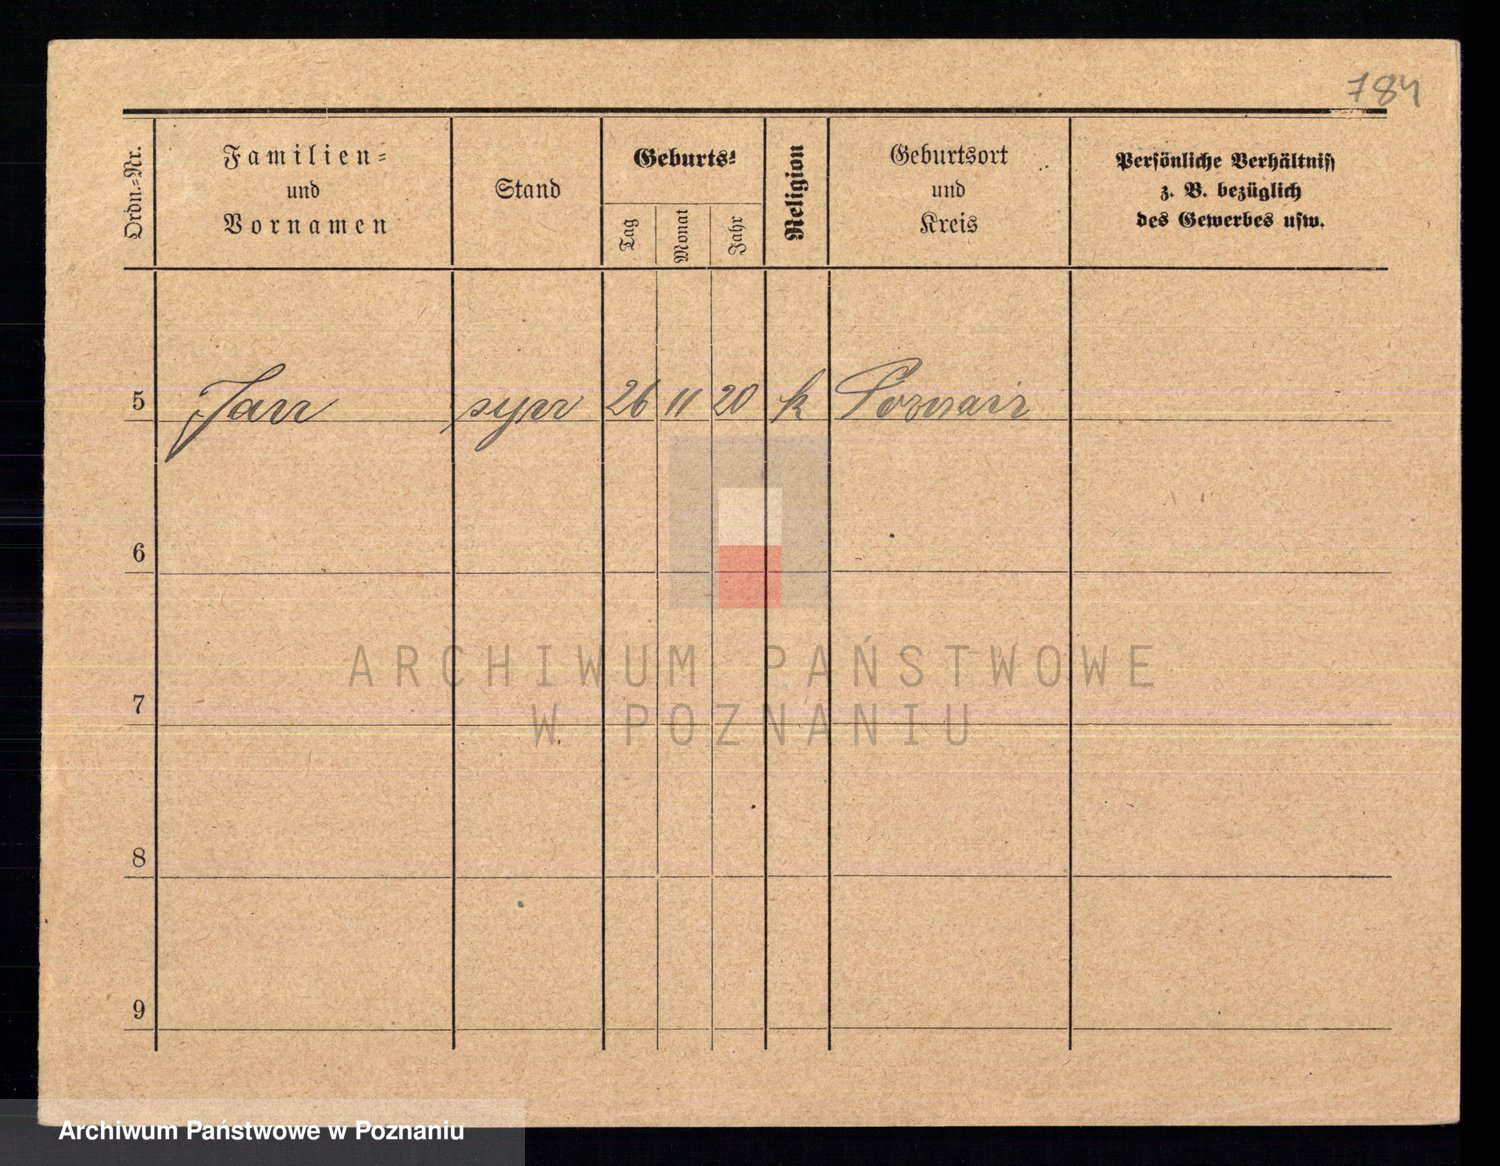 784
Ordn.=Nr.
Familien=
und
Vornamen
Stand
Geburts=
Tag
Monat
Jahr
Religion
Geburtsort
und
Kreis
Persönliche Verhältniss
z. B. bezüglich
des Gewerbes usw.
5 Jan syn 26 11 20 k Poznań
6
7
8
9
ARCHIWUM PAŃSTWOWE
W POZNANIU
Archiwum Państwowe w Poznaniu